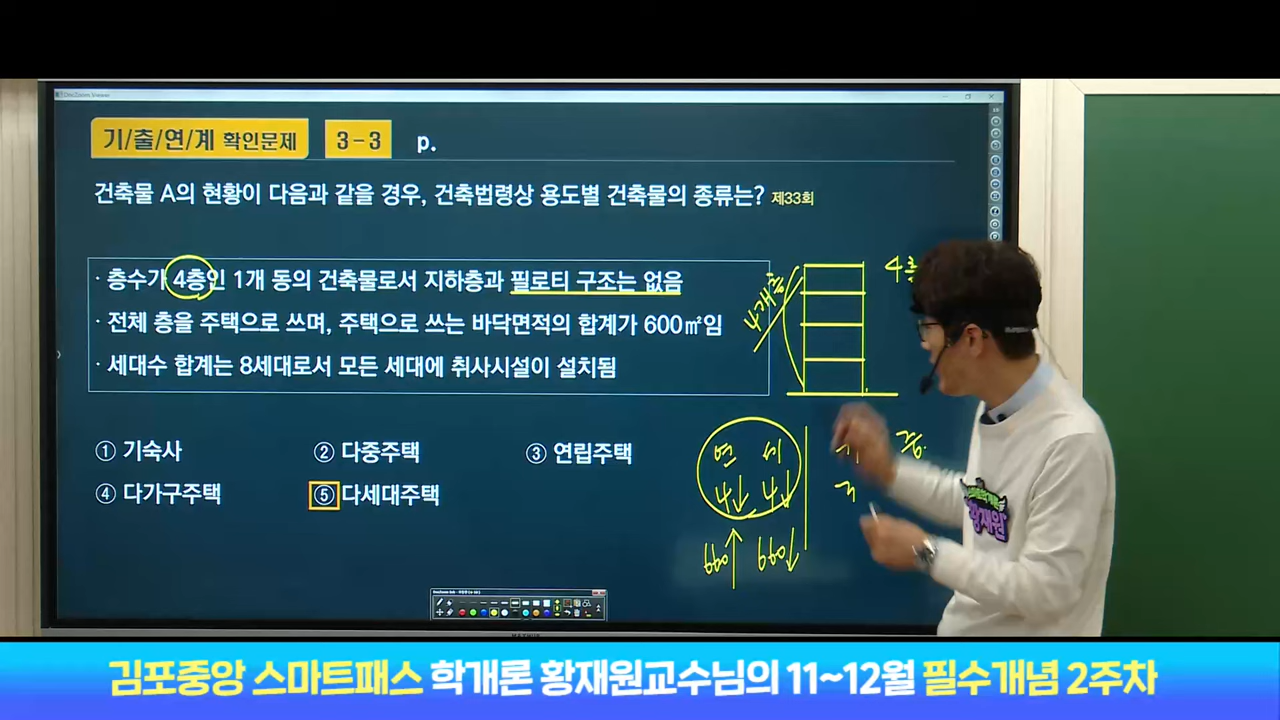 기/출/연/계 확인문제 3-3 p.
건축물 A의 현황이 다음과 같을 경우, 건축법령상 용도별 건축물의 종류는? 제33회
· 층수가 4층인 1개 동의 건축물로서 지하층과 필로티 구조는 없음
· 전체 층을 주택으로 쓰며, 주택으로 쓰는 바닥면적의 합계가 600㎡임
· 세대수 합계는 8세대로서 모든 세대에 취사시설이 설치됨
① 기숙사 ② 다중주택 ③ 연립주택
④ 다가구주택 ⑤ 다세대주택
4개층
4층
연 세
4↓ 4↓
660↑ 660↓
중
황재원
김포중앙 스마트패스 학개론 황재원교수님의 11~12월 필수개념 2주차